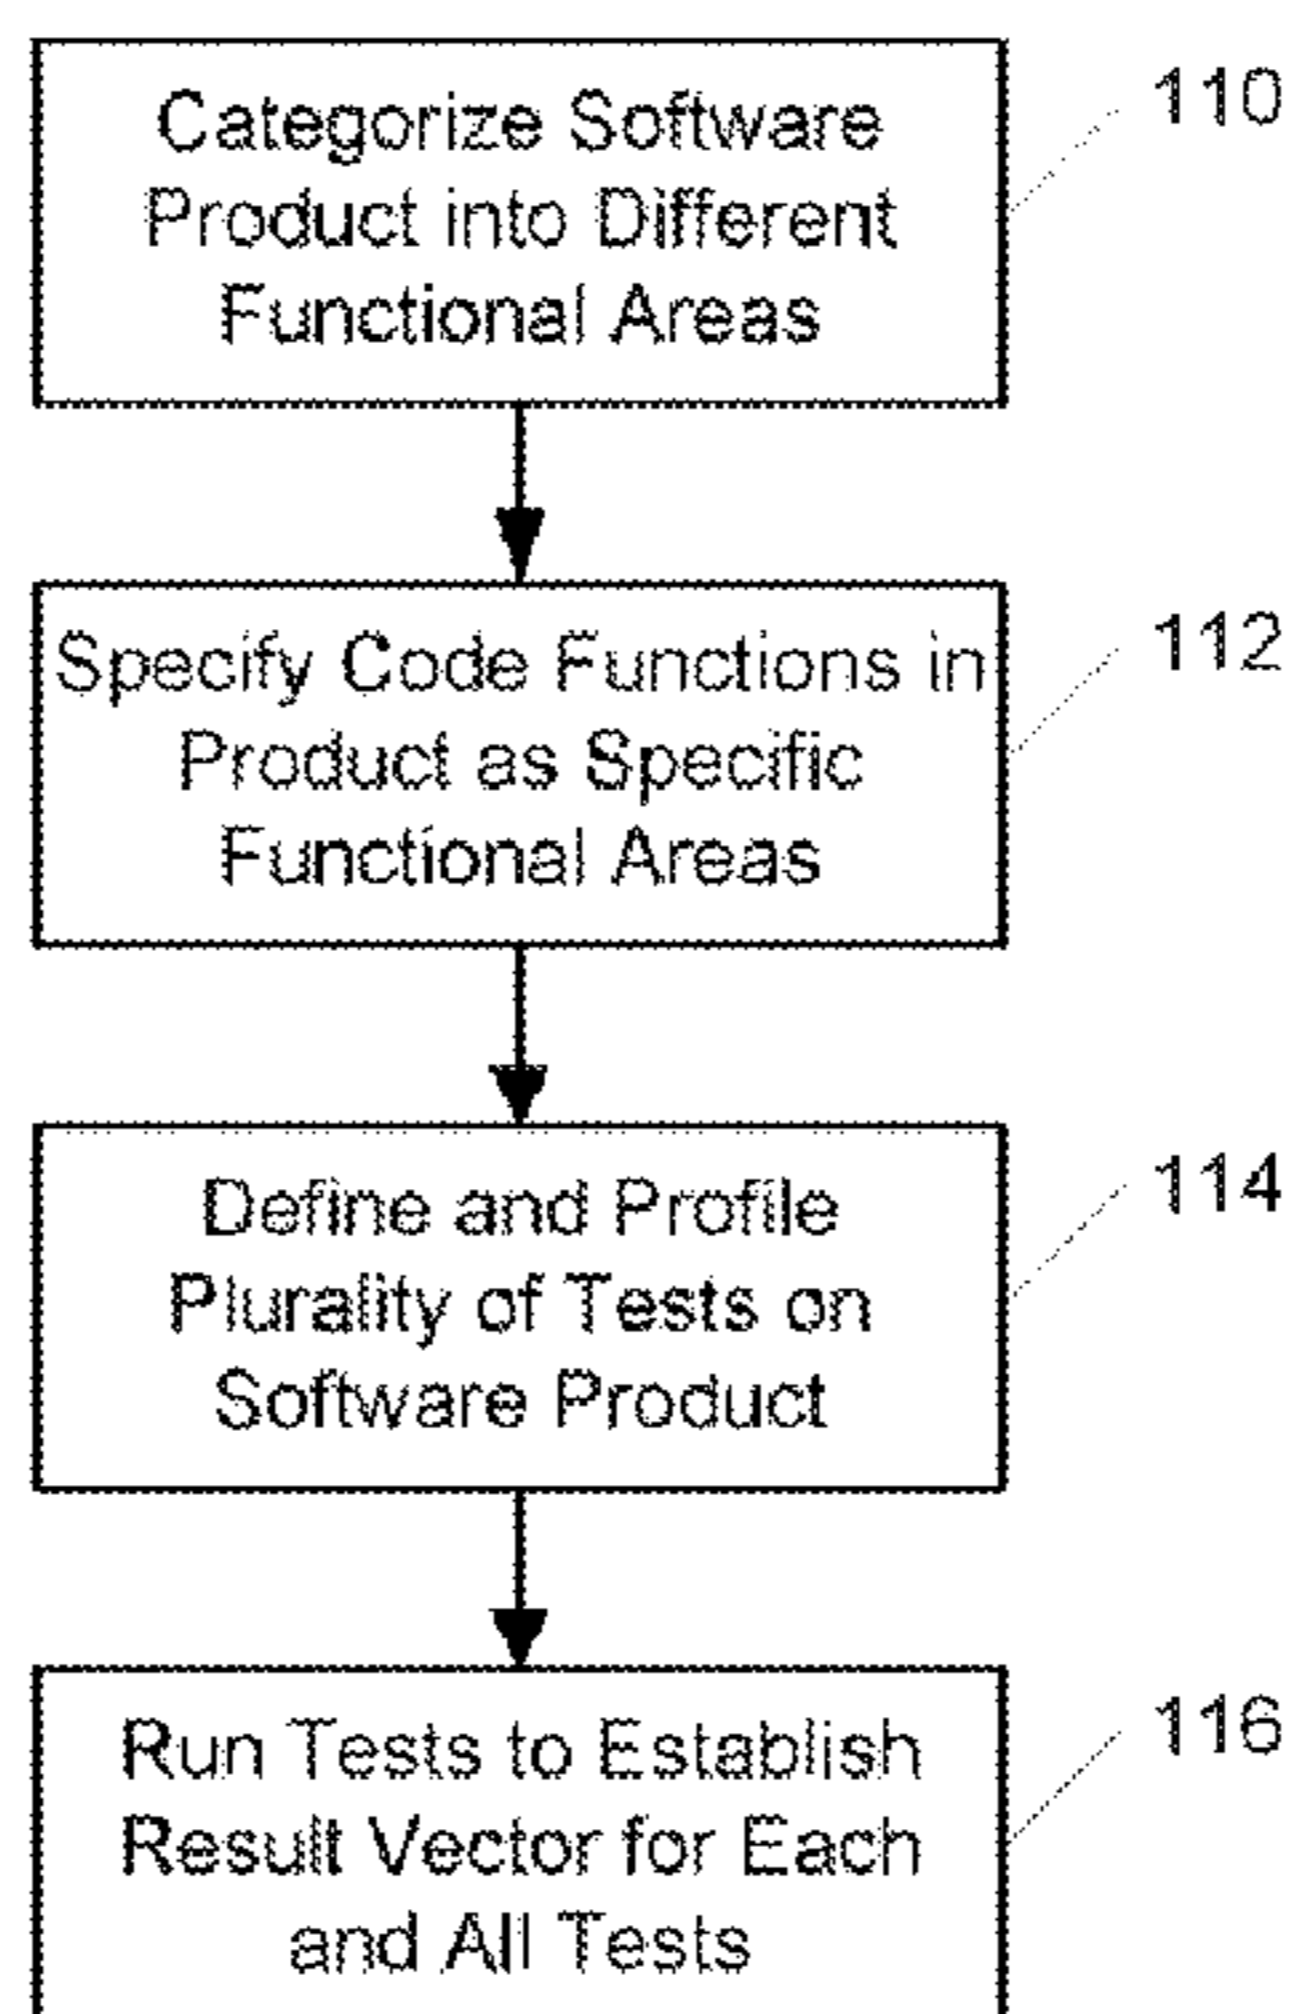 Categorize Software
Product into Different
Functional Areas
110
Specify Code Functions in
Product as Specific
Functional Areas
112
Define and Profile
Plurality of Tests on
Software Product
114
Run Tests to Establish
Result Vector for Each
and All Tests
116